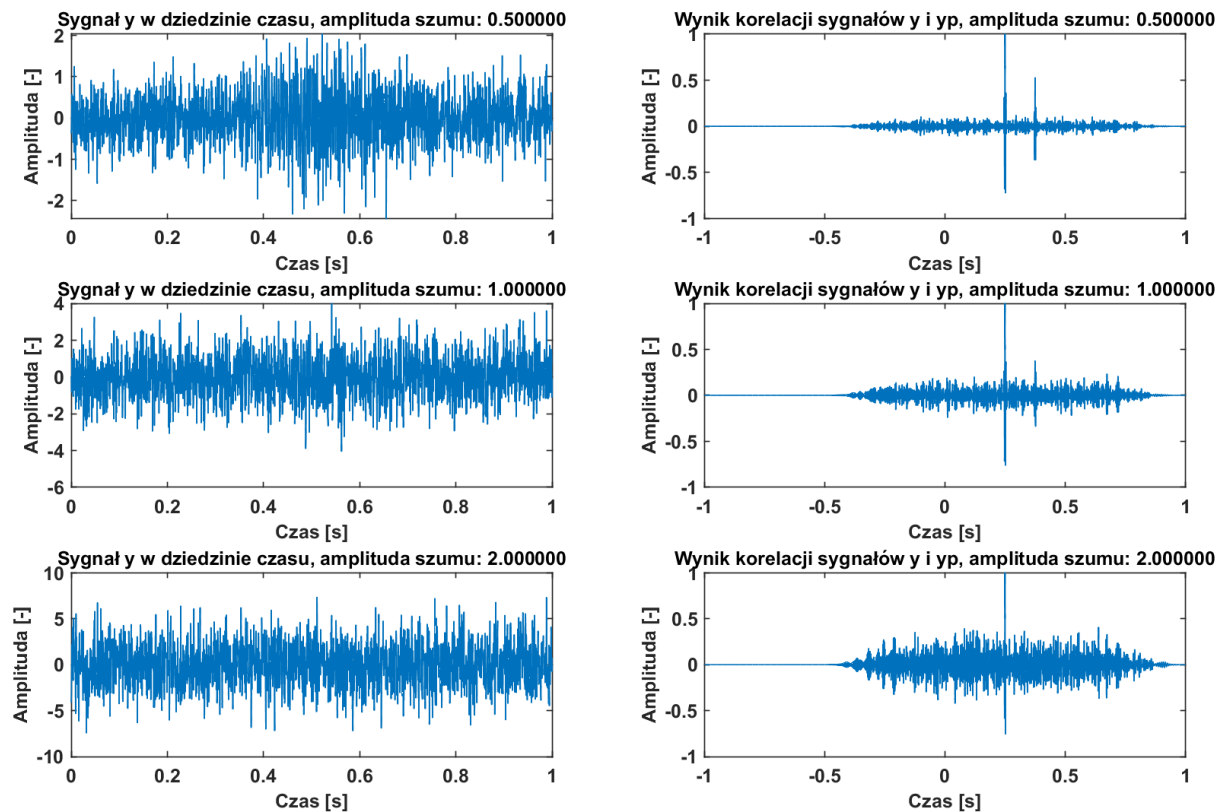 Sygnał y w dziedzinie czasu, amplituda szumu: 0.500000
2
1
0
-1
-2
Amplituda [-]
0 0.2 0.4 0.6 0.8 1
Czas [s]
Wynik korelacji sygnałów y i yp, amplituda szumu: 0.500000
1
0.5
0
-0.5
-1
Amplituda [-]
-1 -0.5 0 0.5 1
Czas [s]
Sygnał y w dziedzinie czasu, amplituda szumu: 1.000000
4
2
0
-2
-4
-6
Amplituda [-]
0 0.2 0.4 0.6 0.8 1
Czas [s]
Wynik korelacji sygnałów y i yp, amplituda szumu: 1.000000
1
0.5
0
-0.5
-1
Amplituda [-]
-1 -0.5 0 0.5 1
Czas [s]
Sygnał y w dziedzinie czasu, amplituda szumu: 2.000000
10
5
0
-5
-10
Amplituda [-]
0 0.2 0.4 0.6 0.8 1
Czas [s]
Wynik korelacji sygnałów y i yp, amplituda szumu: 2.000000
1
0.5
0
-0.5
-1
Amplituda [-]
-1 -0.5 0 0.5 1
Czas [s]